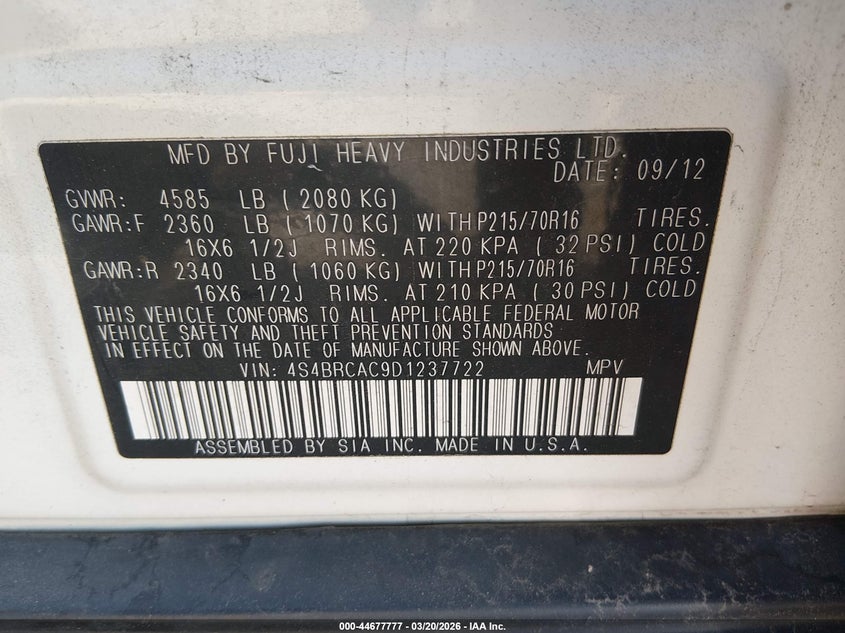 MFD BY FUJI HEAVY INDUSTRIES LTD.
DATE: 09/12
GVWR: 4585 LB ( 2080 KG)
GAWR:F 2360 LB ( 1070 KG) WITH P215/70R16 TIRES.
16X6 1/2J RIMS. AT 220 KPA ( 32 PSI) COLD
GAWR:R 2340 LB ( 1060 KG) WITH P215/70R16 TIRES.
16X6 1/2J RIMS. AT 210 KPA ( 30 PSI) COLD
THIS VEHICLE CONFORMS TO ALL APPLICABLE FEDERAL MOTOR
VEHICLE SAFETY AND THEFT PREVENTION STANDARDS
IN EFFECT ON THE DATE OF MANUFACTURE SHOWN ABOVE.
VIN: 4S4BRCAC9D1237722 MPV
ASSEMBLED BY SIA INC. MADE IN U.S.A.
000-44677777 - 03/20/2026 - IAA Inc.